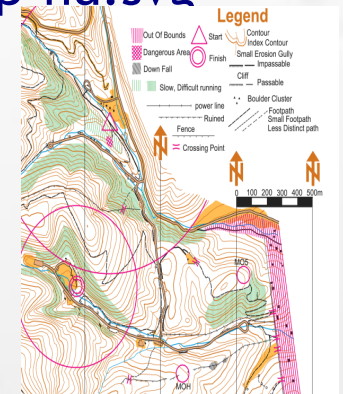 Legend
Out Of Bounds
Dangerous Area
Down Fall
Slow, Difficult running
Start
Finish
Contour
Index Contour
Small Erosion Gully
Impassable
Cliff
Passable
Boulder Cluster
Footpath
Small Footpath
Less Distinct path
power line
Ruined
Fence
Crossing Point
N
N
N
0 100 200 300 400 500m
MO5
MOH